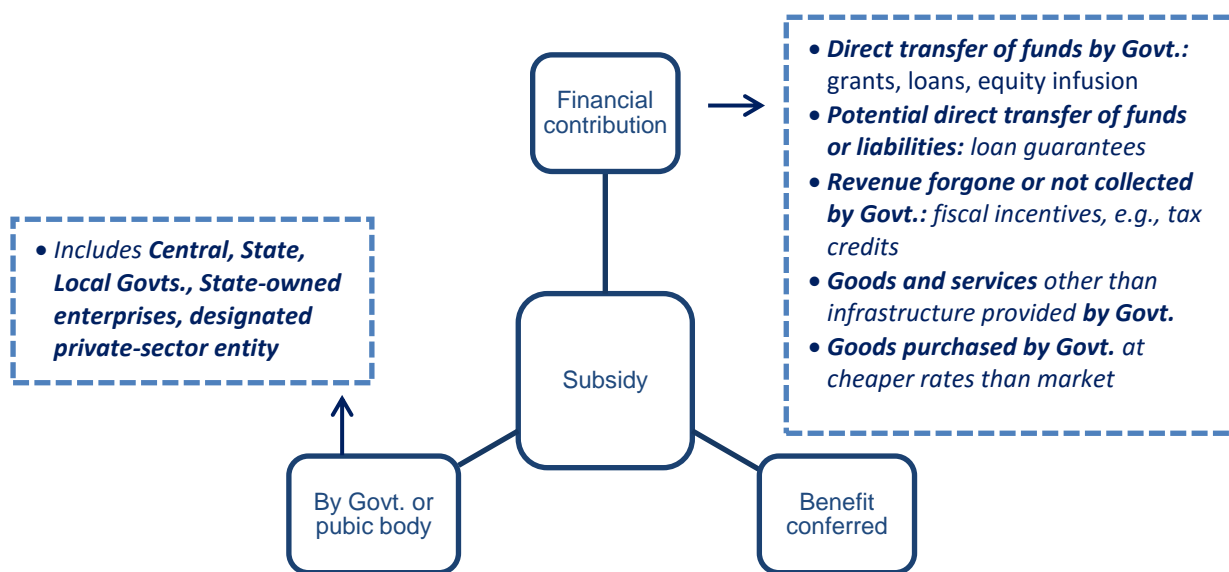 Financial
contribution
• Direct transfer of funds by Govt.:
grants, loans, equity infusion
• Potential direct transfer of funds
or liabilities: loan guarantees
• Revenue forgone or not collected
by Govt.: fiscal incentives, e.g., tax
credits
• Goods and services other than
infrastructure provided by Govt.
• Goods purchased by Govt. at
cheaper rates than market
• Includes Central, State,
Local Govts., State-owned
enterprises, designated
private-sector entity
Subsidy
By Govt. or
pubic body
Benefit
conferred